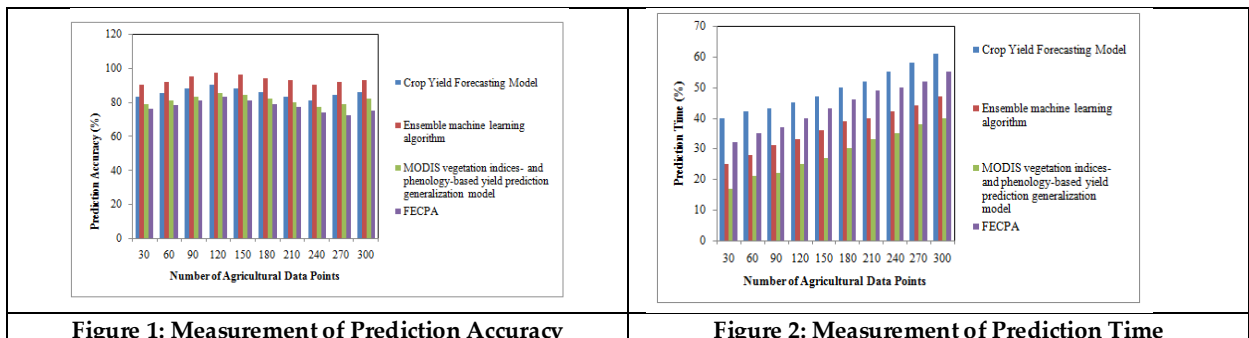 120
100
80
60
40
20
0
30 60 90 120 150 180 210 240 270 300
Prediction Accuracy (%)
Number of Agricultural Data Points
Crop Yield Forecasting Model
Ensemble machine learning
algorithm
MODIS vegetation indices- and
phenology-based yield prediction
generalization model
FECPA
Figure 1: Measurement of Prediction Accuracy
70
60
50
40
30
20
10
0
30 60 90 120 150 180 210 240 270 300
Prediction Time (%)
Number of Agricultural Data Points
Crop Yield Forecasting Model
Ensemble machine learning
algorithm
MODIS vegetation indices-
and phenology-based yield
prediction generalization
model
FECPA
Figure 2: Measurement of Prediction Time